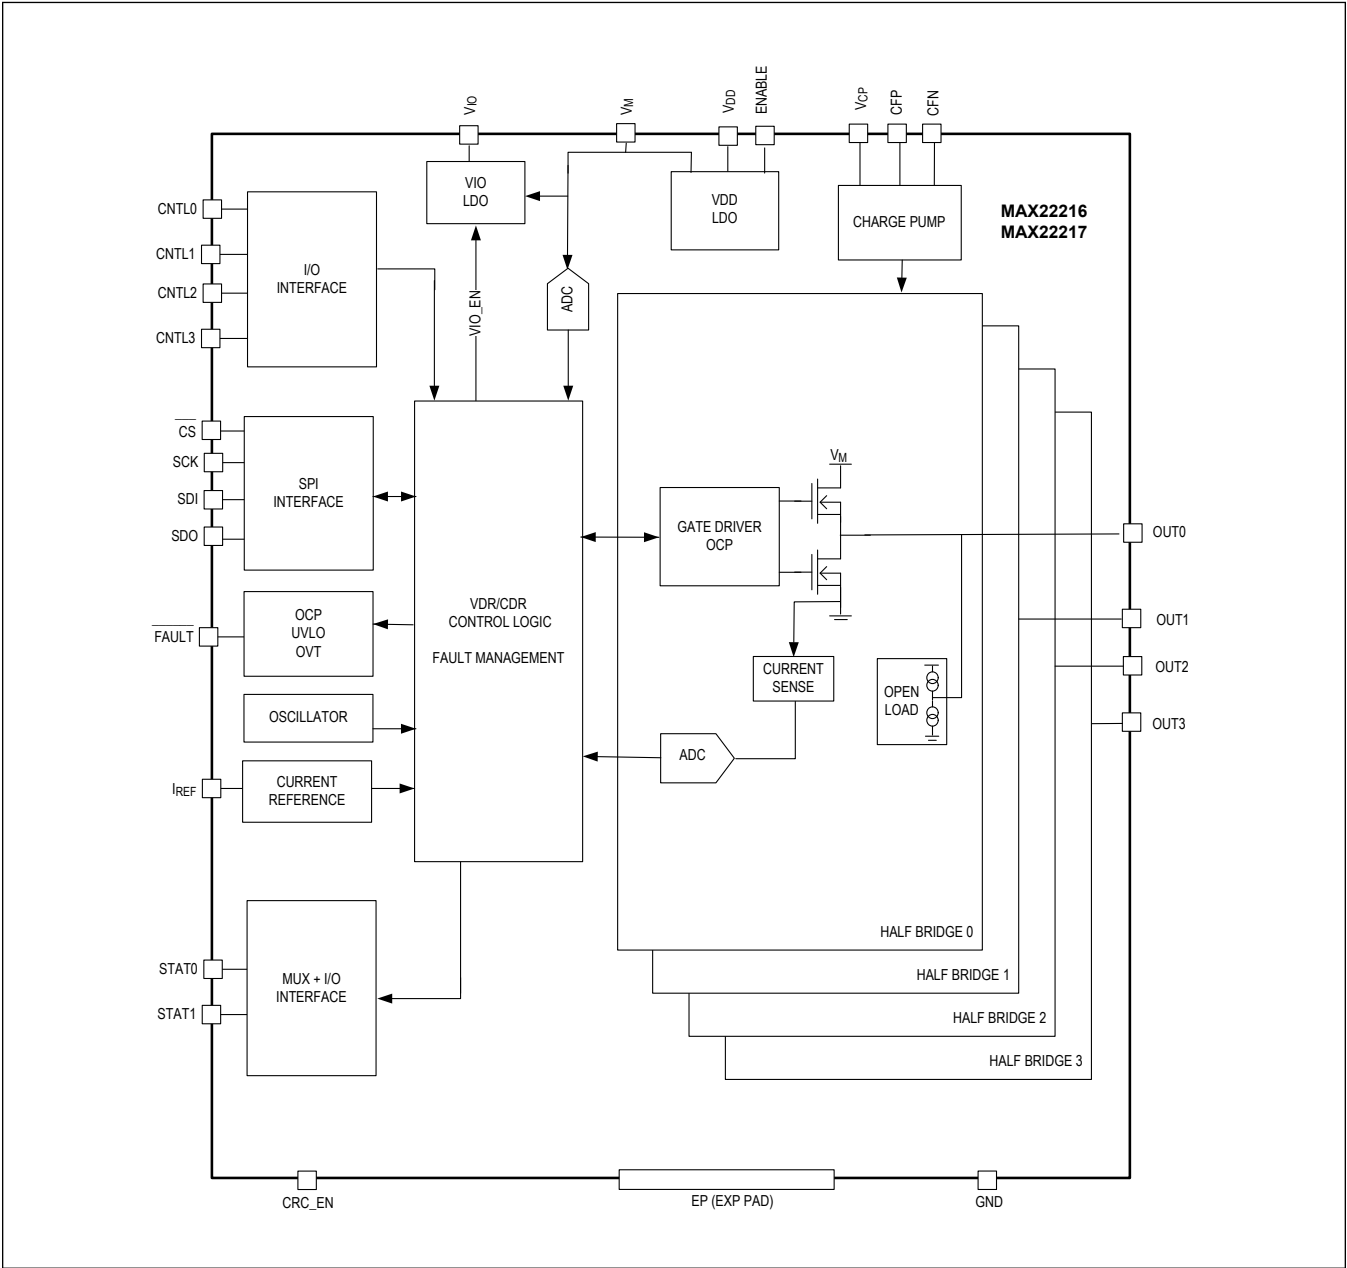 VIO
VM
VDD
ENABLE
VCP
CFP
CFN
MAX22216
MAX22217
VIO
LDO
VDD
LDO
CHARGE PUMP
CNTL0
CNTL1
CNTL2
CNTL3
I/O
INTERFACE
VIO_EN
ADC
CS
SCK
SDI
SDO
SPI
INTERFACE
VM
GATE DRIVER
OCP
OUT0
OUT1
OUT2
OUT3
FAULT
OCP
UVLO
OVT
VDR/CDR
CONTROL LOGIC
FAULT MANAGEMENT
CURRENT
SENSE
OPEN
LOAD
OSCILLATOR
ADC
IREF
CURRENT
REFERENCE
HALF BRIDGE 0
HALF BRIDGE 1
HALF BRIDGE 2
HALF BRIDGE 3
STAT0
STAT1
MUX + I/O
INTERFACE
CRC_EN
EP (EXP PAD)
GND